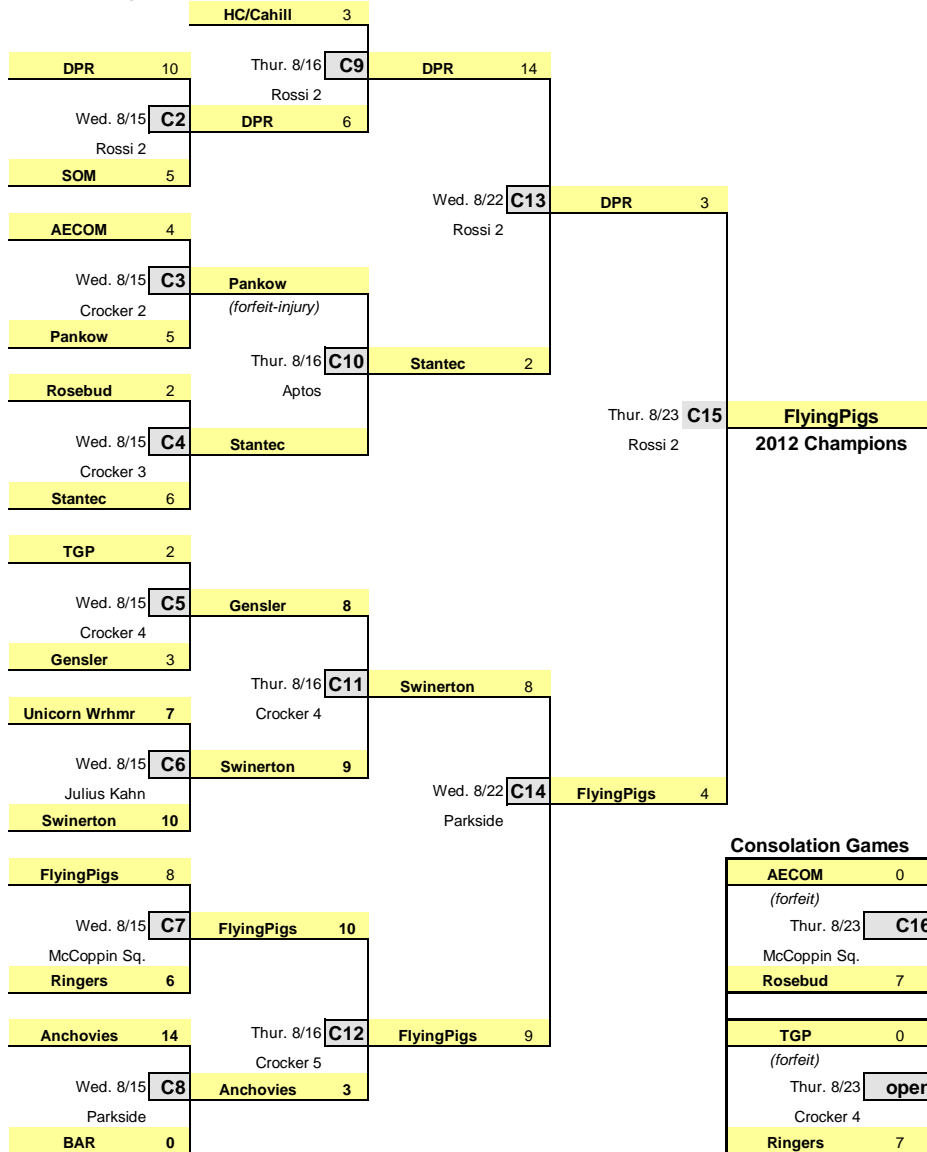 HC/Cahill 3
DPR 10
Thur. 8/16 C9
DPR 14
Rossi 2
Wed. 8/15 C2
DPR 6
Rossi 2
SOM 5
Wed. 8/22 C13
DPR 3
Rossi 2
AECOM 4
Wed. 8/15 C3
Pankow
(forfeit-injury)
Crocker 2
Pankow 5
Thur. 8/16 C10
Stantec 2
Aptos
Rosebud 2
Wed. 8/15 C4
Stantec
Crocker 3
Stantec 6
Thur. 8/23 C15
FlyingPigs
Rossi 2
2012 Champions
TGP 2
Wed. 8/15 C5
Gensler 8
Crocker 4
Gensler 3
Thur. 8/16 C11
Swinerton 8
Crocker 4
Unicorn Wrhmr 7
Wed. 8/15 C6
Swinerton 9
Julius Kahn
Swinerton 10
Wed. 8/22 C14
FlyingPigs 4
Parkside
FlyingPigs 8
Wed. 8/15 C7
FlyingPigs 10
McCoppin Sq.
Ringers 6
Anchovies 14
Thur. 8/16 C12
FlyingPigs 9
Crocker 5
Wed. 8/15 C8
Anchovies 3
Parkside
BAR 0
Consolation Games
AECOM 0
(forfeit)
Thur. 8/23 C16
McCoppin Sq.
Rosebud 7
TGP 0
(forfeit)
Thur. 8/23 open
Crocker 4
Ringers 7